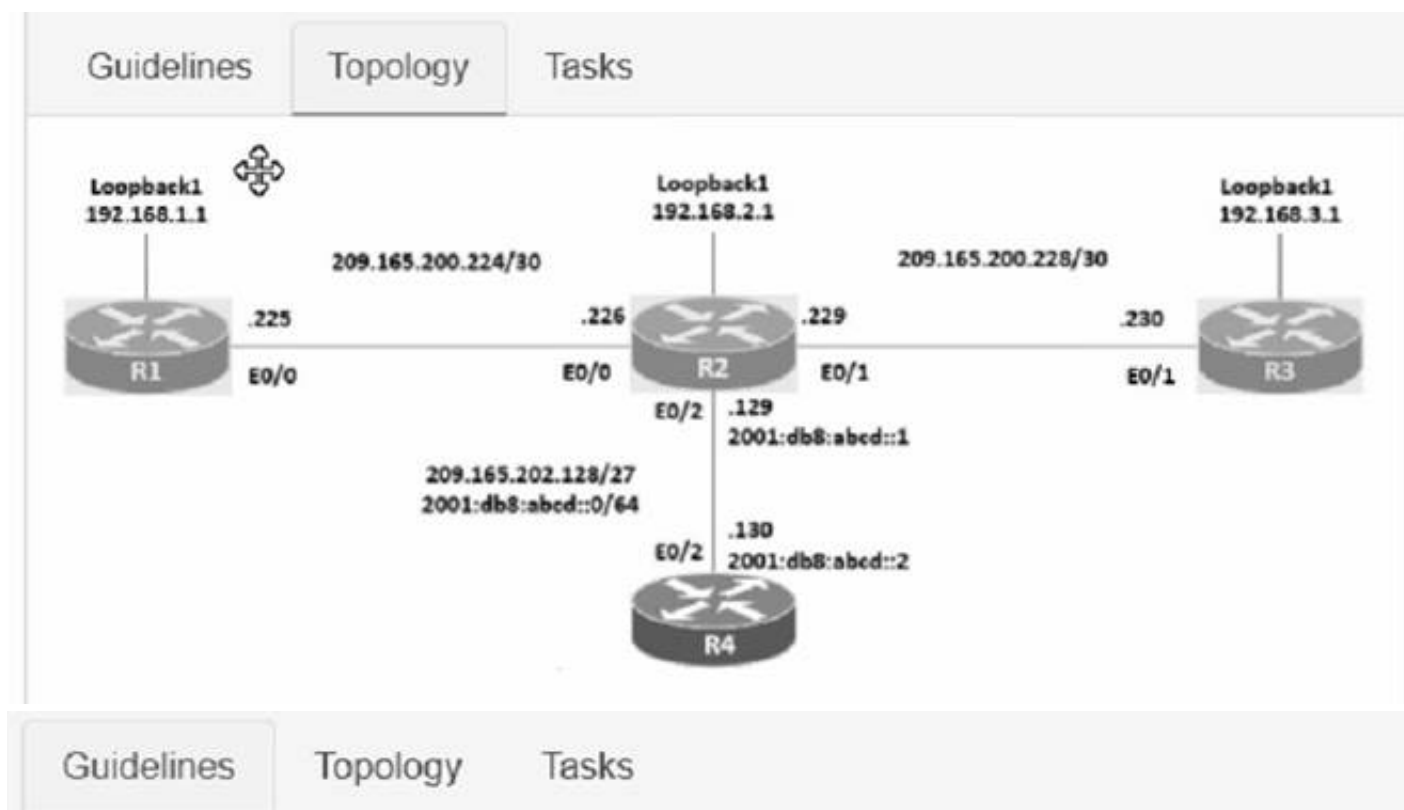 Guidelines Topology Tasks
Loopback1
192.168.1.1
Loopback1
192.168.2.1
Loopback1
192.168.3.1
209.165.200.224/30
209.165.200.228/30
.225
.226
.229
.230
R1
E0/0
E0/0
R2
E0/1
E0/1
R3
E0/2
.129
2001:db8:abcd::1
209.165.202.128/27
2001:db8:abcd::0/64
E0/2
.130
2001:db8:abcd::2
R4
Guidelines Topology Tasks